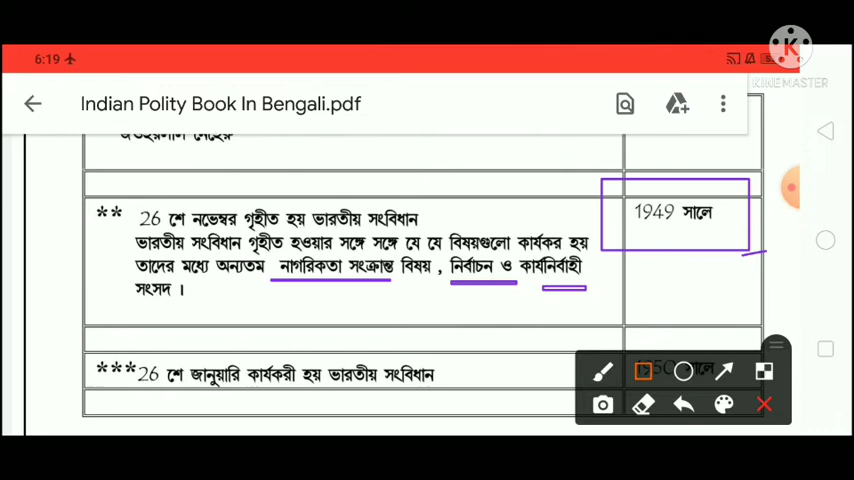 6:19
K
KINEMASTER
Indian Polity Book In Bengali.pdf
** 26 শে নভেম্বর গৃহীত হয় ভারতীয় সংবিধান
1949 সালে
ভারতীয় সংবিধান গৃহীত হওয়ার সঙ্গে সঙ্গে যে যে বিষয়গুলো কার্যকর হয়
তাদের মধ্যে অন্যতম নাগরিকতা সংক্রান্ত বিষয় , নির্বাচন ও কার্যনির্বাহী
সংসদ ।
***26 শে জানুয়ারি কার্যকরী হয় ভারতীয় সংবিধান
1950 সালে